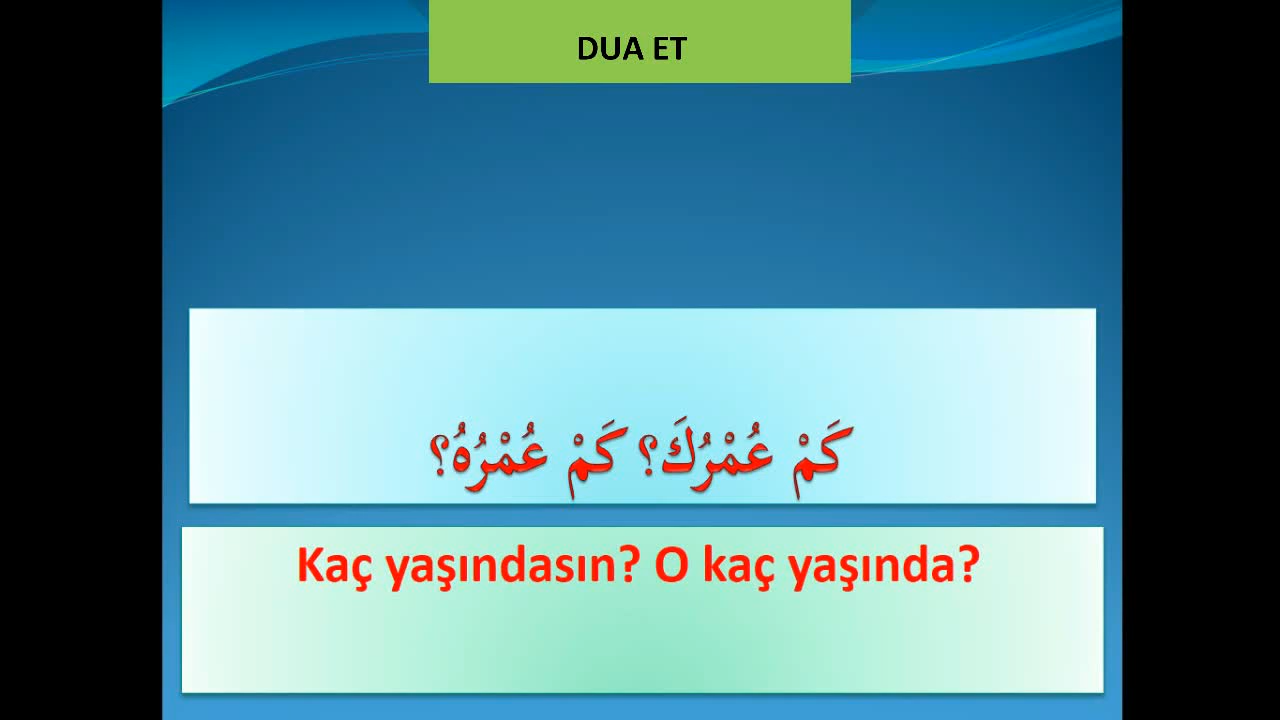 DUA ET
كَمْ عُمْرُكَ؟ كَمْ عُمْرُهُ؟
Kaç yaşındasın? O kaç yaşında?